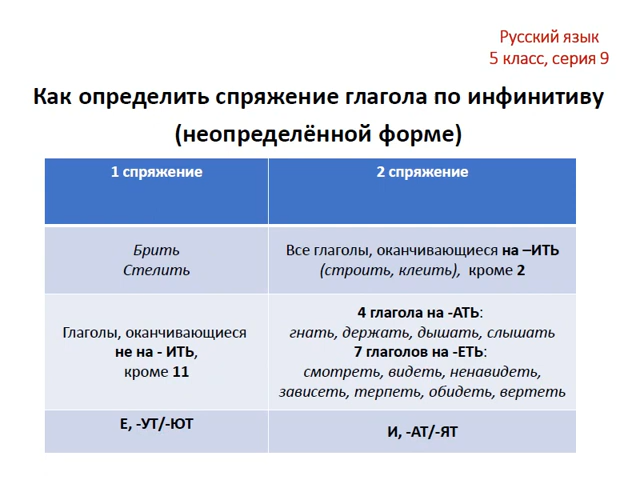 Русский язык
5 класс, серия 9
Как определить спряжение глагола по инфинитиву
(неопределённой форме)
1 спряжение
2 спряжение
Брить
Стелить
Все глаголы, оканчивающиеся на –ИТЬ
(строить, клеить), кроме 2
Глаголы, оканчивающиеся
не на - ИТЬ,
кроме 11
4 глагола на -АТЬ:
гнать, держать, дышать, слышать
7 глаголов на -ЕТЬ:
смотреть, видеть, ненавидеть,
зависеть, терпеть, обидеть, вертеть
Е, -УТ/-ЮТ
И, -АТ/-ЯТ